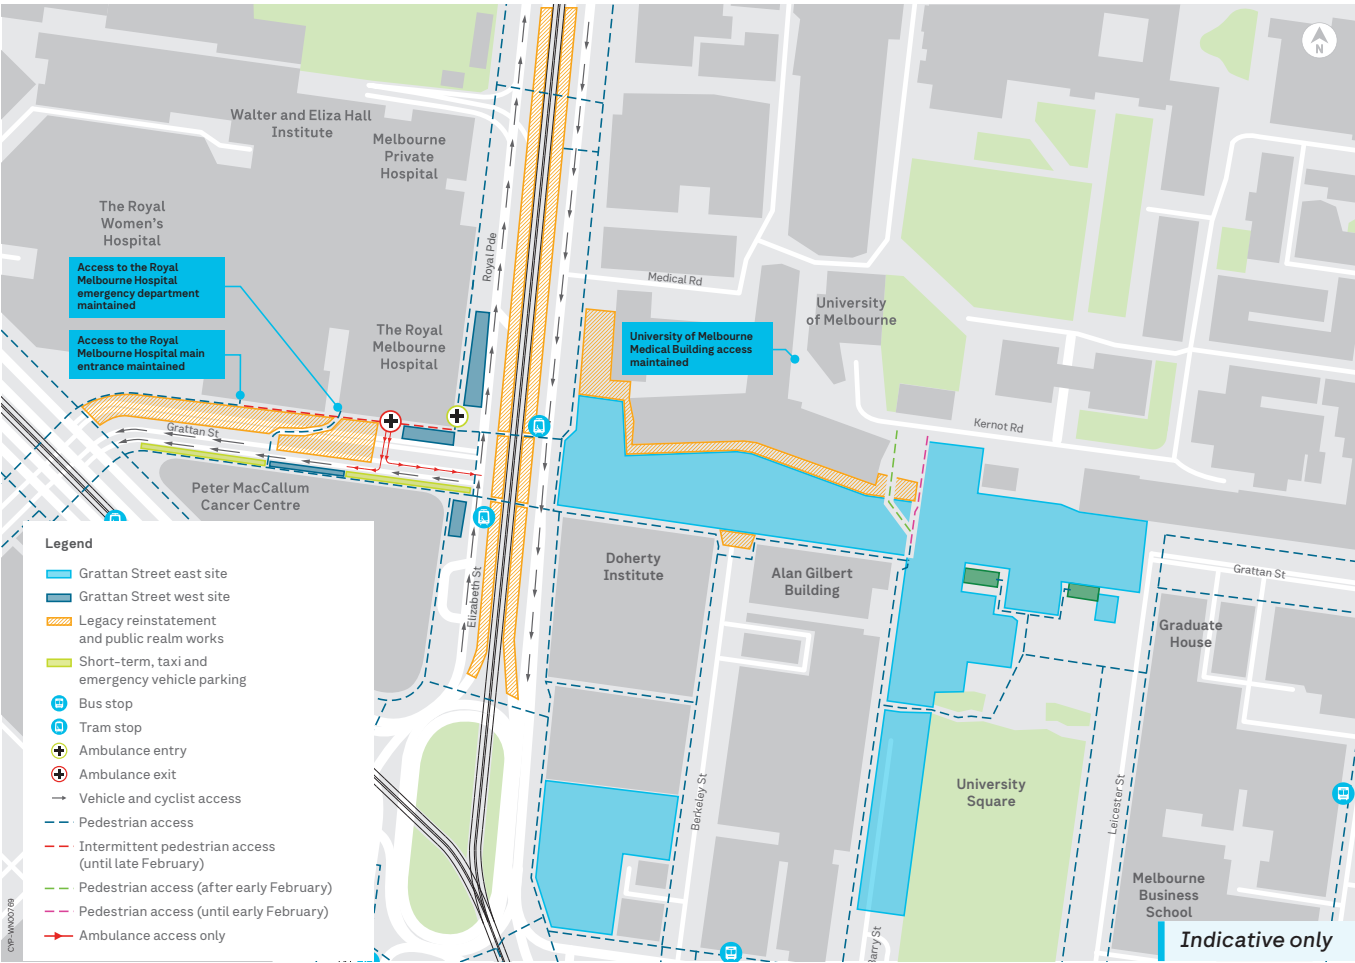 N
Walter and Eliza Hall
Institute
Melbourne
Private
Hospital
The Royal
Women's
Hospital
Royal Pde
Access to the Royal
Melbourne Hospital
emergency department
maintained
Access to the Royal
Melbourne Hospital main
entrance maintained
The Royal
Melbourne
Hospital
Medical Rd
University
of Melbourne
University of Melbourne
Medical Building access
maintained
Grattan St
Kernot Rd
Peter MacCallum
Cancer Centre
Doherty
Institute
Alan Gilbert
Building
Grattan St
Graduate
House
Elizabeth St
Berkeley St
University
Square
Leicester St
Melbourne
Business
School
Barry St
Legend
Grattan Street east site
Grattan Street west site
Legacy reinstatement
and public realm works
Short-term, taxi and
emergency vehicle parking
Bus stop
Tram stop
Ambulance entry
Ambulance exit
Vehicle and cyclist access
Pedestrian access
Intermittent pedestrian access
(until late February)
Pedestrian access (after early February)
Pedestrian access (until early February)
Ambulance access only
CYP-WN00769
Indicative only